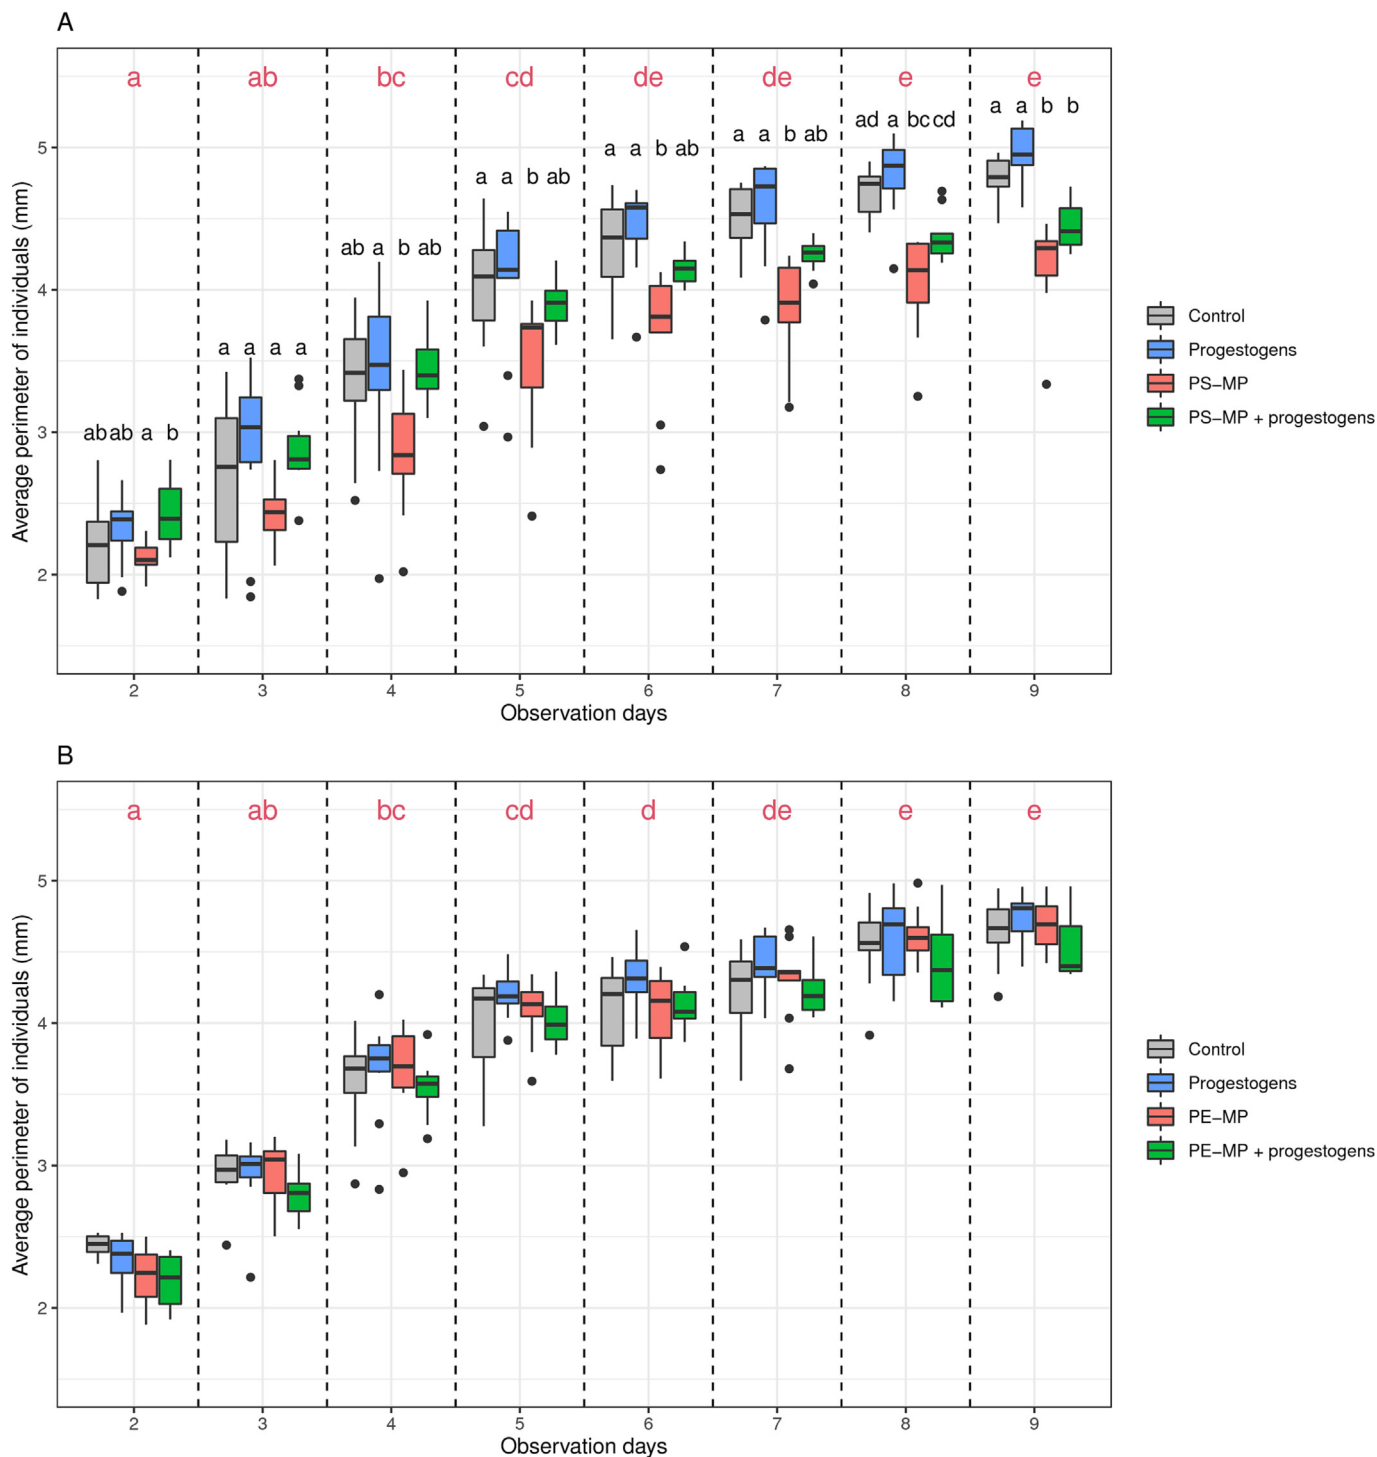 A
a ab bc cd de de e e
a a b b
ad a bc cd
a a b ab
a a b ab
a a b ab
ab a b ab
a a a a
ab ab a b
5
4
3
2
Average perimeter of individuals (mm)
2 3 4 5 6 7 8 9
Observation days
Control
Progestogens
PS−MP
PS−MP + progestogens
B
a ab bc cd d de e e
5
4
3
2
Average perimeter of individuals (mm)
2 3 4 5 6 7 8 9
Observation days
Control
Progestogens
PE−MP
PE−MP + progestogens